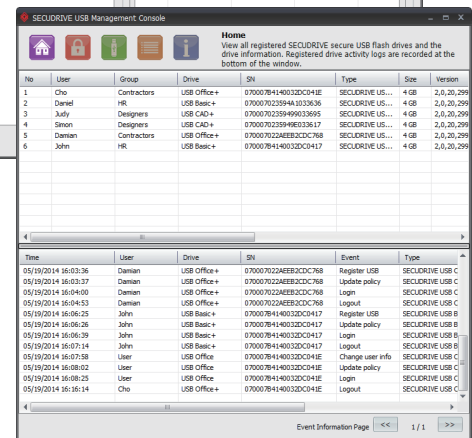 SECUDRIVE USB Management Console
Home
View all registered SECUDRIVE secure USB flash drives and the
drive information. Registered drive activity logs are recorded at the
bottom of the window.
No User Group Drive SN Type Size Version
1 Cho Contractors USB Office+ 070007B4140032DC041E SECUDRIVE US... 4 GB 2,0,20,299
2 Daniel HR USB Basic+ 070007023594A1033636 SECUDRIVE US... 4 GB 2,0,20,299
3 Judy Designers USB CAD+ 07000702359499033695 SECUDRIVE US... 4 GB 2,0,20,299
4 Simon Designers USB CAD+ 070007023594 9E033617 SECUDRIVE US... 4 GB 2,0,20,299
5 Damian Contractors USB Office+ 070007022AEEB2CDC768 SECUDRIVE US... 4 GB 2,0,20,299
6 John HR USB Basic+ 070007B4140032DC0417 SECUDRIVE US... 4 GB 2,0,20,299
Time User Drive SN Event Type
05/19/2014 16:03:36 Damian USB Office+ 070007022AEEB2CDC768 Register USB SECUDRIVE USB O
05/19/2014 16:03:37 Damian USB Office+ 070007022AEEB2CDC768 Update policy SECUDRIVE USB O
05/19/2014 16:04:00 Damian USB Office+ 070007022AEEB2CDC768 Login SECUDRIVE USB O
05/19/2014 16:04:53 Damian USB Office+ 070007022AEEB2CDC768 Logout SECUDRIVE USB O
05/19/2014 16:06:25 John USB Basic+ 070007B4140032DC0417 Register USB SECUDRIVE USB B
05/19/2014 16:06:26 John USB Basic+ 070007B4140032DC0417 Update policy SECUDRIVE USB B
05/19/2014 16:06:39 John USB Basic+ 070007B4140032DC0417 Login SECUDRIVE USB B
05/19/2014 16:07:14 John USB Basic+ 070007B4140032DC0417 Logout SECUDRIVE USB B
05/19/2014 16:07:58 User USB Office 070007B4140032DC041E Change user info SECUDRIVE USB O
05/19/2014 16:08:02 User USB Office 070007B4140032DC041E Update policy SECUDRIVE USB O
05/19/2014 16:08:25 User USB Office 070007B4140032DC041E Login SECUDRIVE USB O
05/19/2014 16:16:14 Cho USB Office+ 070007B4140032DC041E Logout SECUDRIVE USB O
Event Information Page << 1 / 1 >>